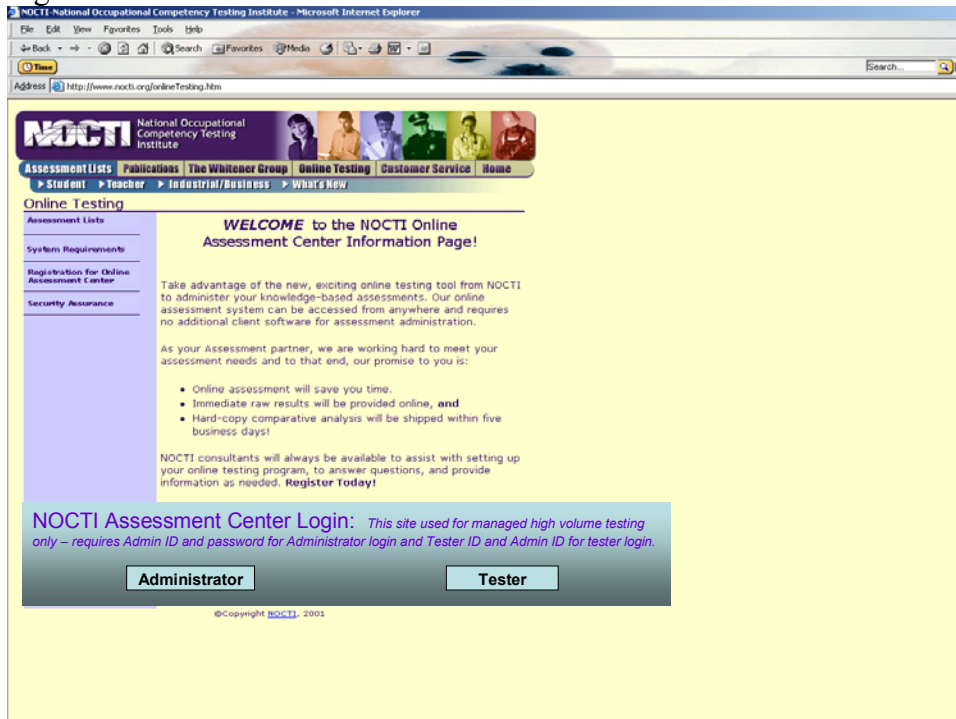 NOCTI-National Occupational Competency Testing Institute - Microsoft Internet Explorer
File Edit View Favorites Tools Help
Back Search Favorites Media
Time Search...
Address http://www.nocti.org/onlineTesting.htm
NOCTI National Occupational
Competency Testing
Institute
Assessment Lists Publications The Whitener Group Online Testing Customer Service Home
Student Teacher Industrial/Business What's New
Online Testing
Assessment Lists
System Requirements
Registration for Online
Assessment Center
Security Assurance
WELCOME to the NOCTI Online
Assessment Center Information Page!
Take advantage of the new, exciting online testing tool from NOCTI
to administer your knowledge-based assessments. Our online
assessment system can be accessed from anywhere and requires
no additional client software for assessment administration.
As your Assessment partner, we are working hard to meet your
assessment needs and to that end, our promise to you is:
• Online assessment will save you time.
• Immediate raw results will be provided online, and
• Hard-copy comparative analysis will be shipped within five
business days!
NOCTI consultants will always be available to assist with setting up
your online testing program, to answer questions, and provide
information as needed. Register Today!
NOCTI Assessment Center Login: This site used for managed high volume testing
only – requires Admin ID and password for Administrator login and Tester ID and Admin ID for tester login.
Administrator Tester
©Copyright NOCTI, 2001